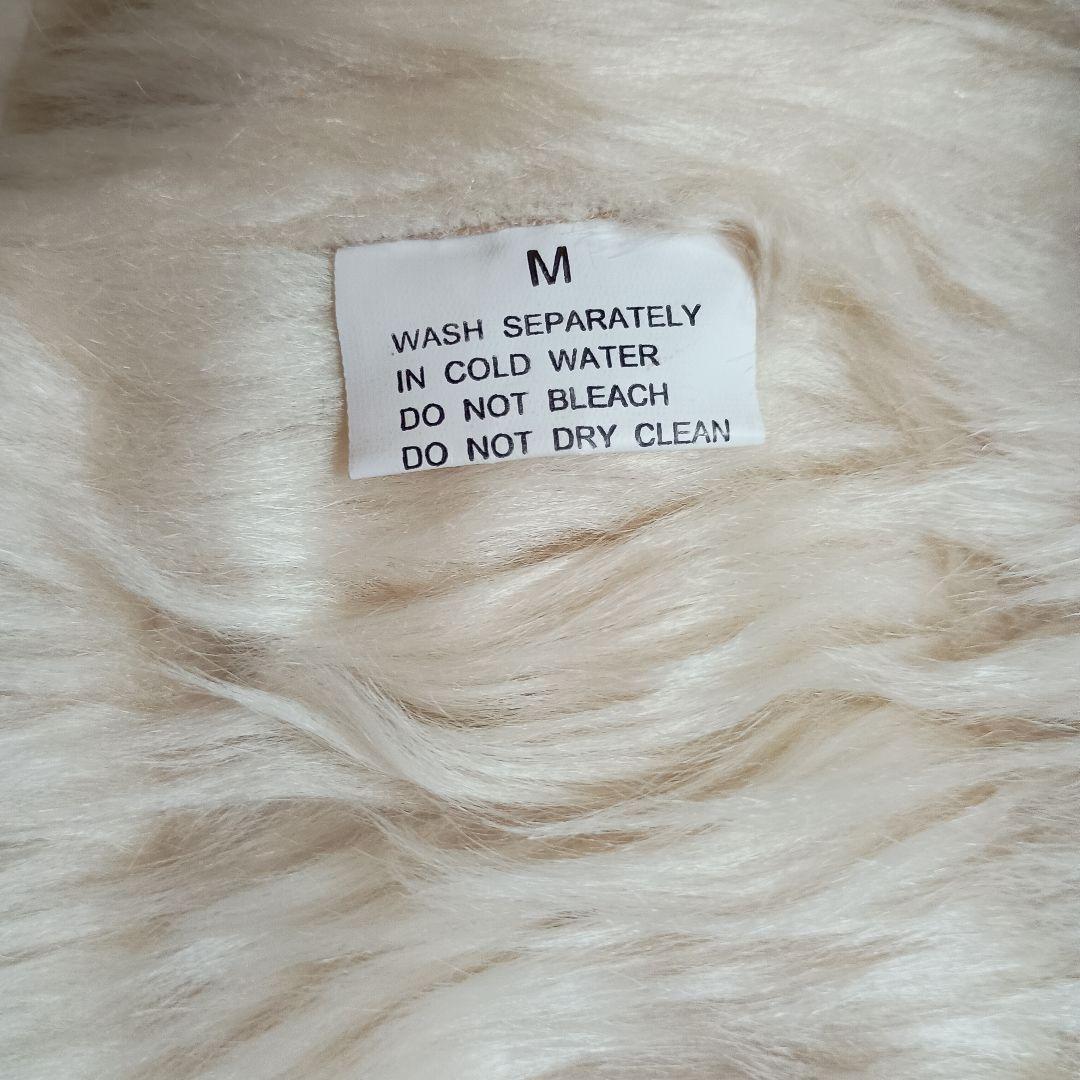 M
WASH SEPARATELY
IN COLD WATER
DO NOT BLEACH
DO NOT DRY CLEAN